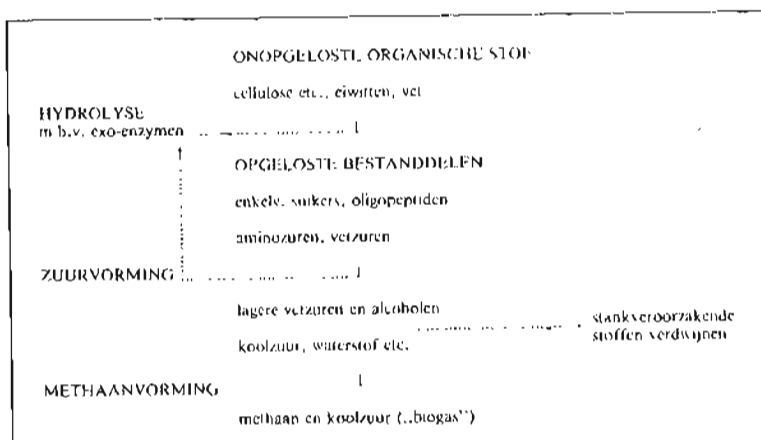 ONOPGELOSTE ORGANISCHE STOF
cellulose etc., eiwitten, vet
HYDROLYSE
m b.v. exo-enzymen
OPGELOSTE BESTANDDELEN
enkelv. suikers, oligopeptiden
aminozuren, vetzuren
ZUURVORMING
lagere vetzuren en alcoholen
koolzuur, waterstof etc.
stankveroorzakende
stoffen verdwijnen
METHAANVORMING
methaan en koolzuur (,,biogas")